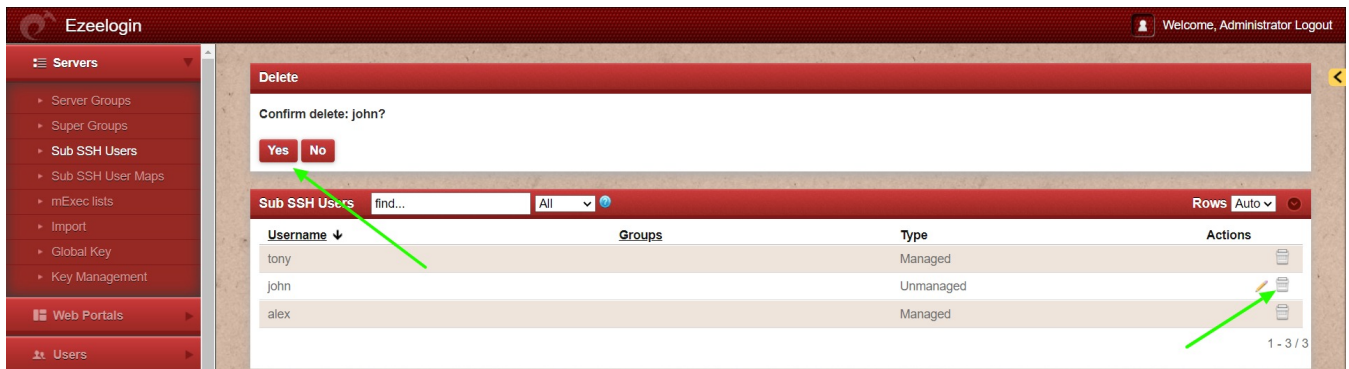 Ezeelogin
Welcome, Administrator Logout
Servers
Server Groups
Super Groups
Sub SSH Users
Sub SSH User Maps
mExec lists
Import
Global Key
Key Management
Web Portals
Users
Delete
Confirm delete: john?
Yes No
Sub SSH Users find... All Rows Auto
Username Groups Type Actions
tony Managed
john Unmanaged
alex Managed
1 - 3 / 3